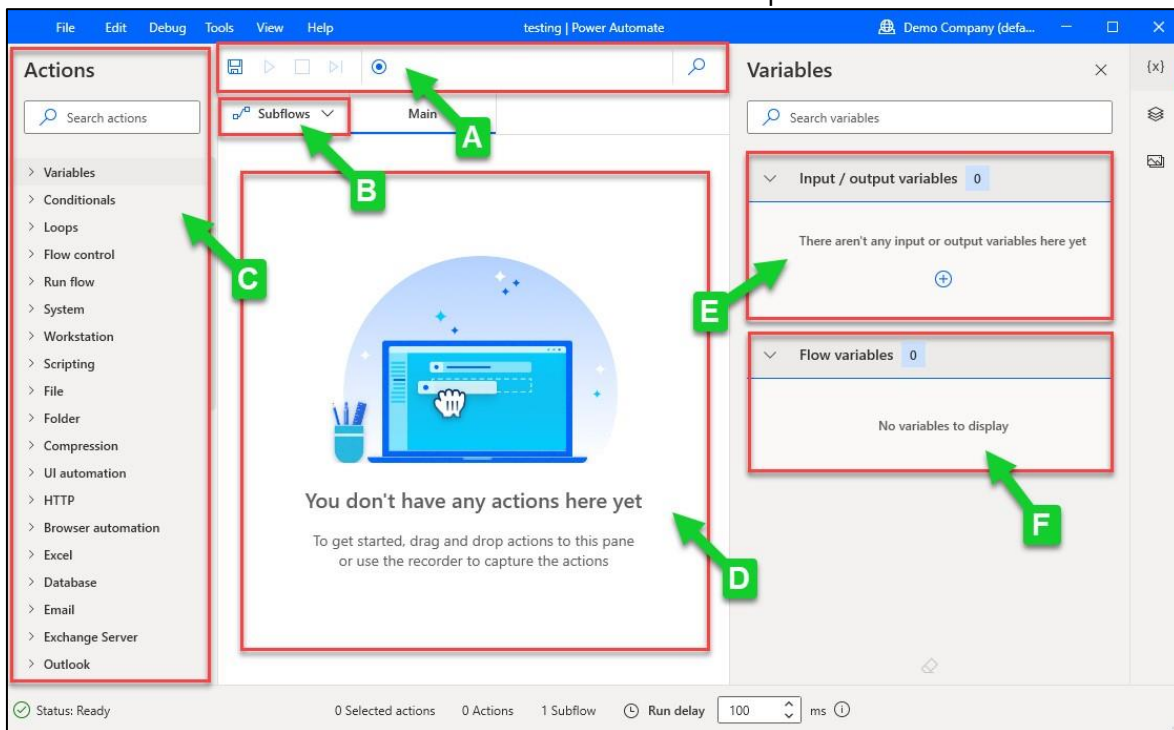 File Edit Debug Tools View Help testing | Power Automate Demo Company (defa...
Actions
Search actions
Variables
Conditionals
Loops
Flow control
Run flow
System
Workstation
Scripting
File
Folder
Compression
UI automation
HTTP
Browser automation
Excel
Database
Email
Exchange Server
Outlook
Subflows Main
A
B
C
You don't have any actions here yet
To get started, drag and drop actions to this pane
or use the recorder to capture the actions
D
Variables
{x}
Search variables
Input / output variables 0
There aren't any input or output variables here yet
E
Flow variables 0
No variables to display
F
Status: Ready 0 Selected actions 0 Actions 1 Subflow Run delay 100 ms